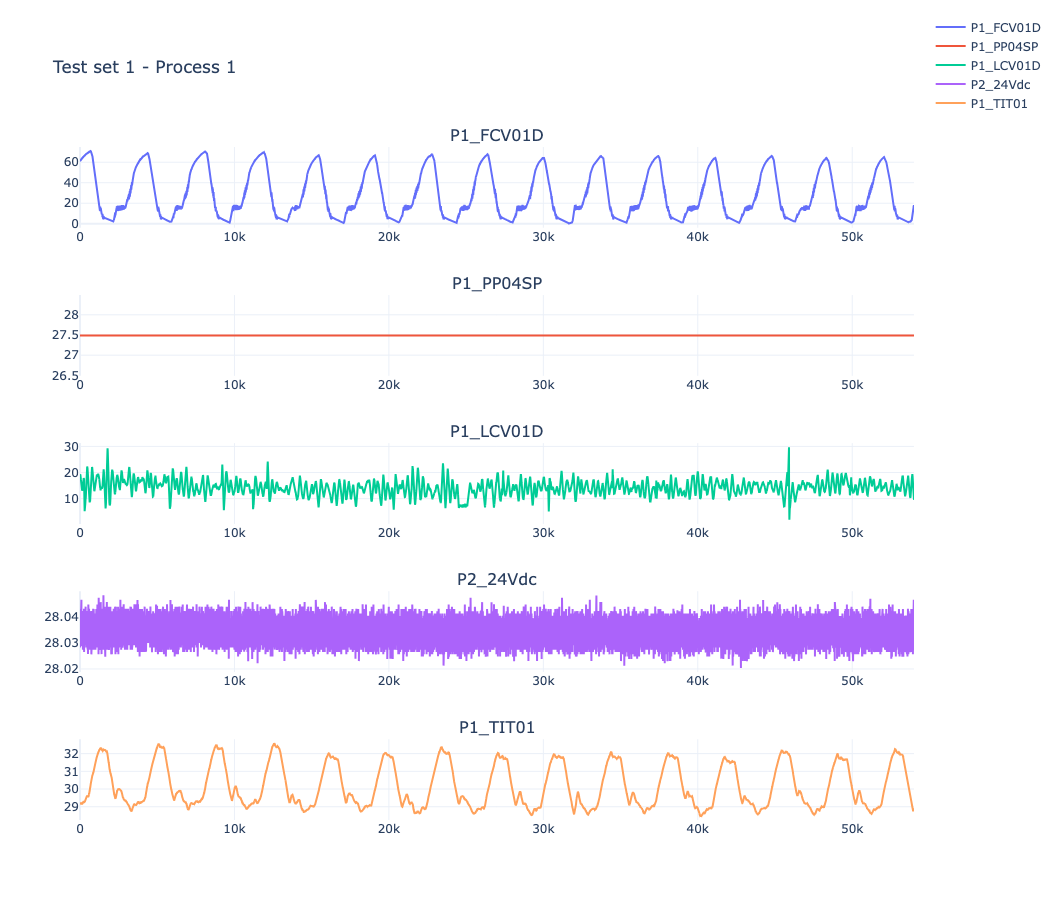 P1_FCV01D
P1_PP04SP
P1_LCV01D
P2_24Vdc
P1_TIT01
Test set 1 - Process 1
P1_FCV01D
60
40
20
0
0 10k 20k 30k 40k 50k
P1_PP04SP
28
27.5
27
26.5
0 10k 20k 30k 40k 50k
P1_LCV01D
30
20
10
0 10k 20k 30k 40k 50k
P2_24Vdc
28.04
28.03
28.02
0 10k 20k 30k 40k 50k
P1_TIT01
32
31
30
29
0 10k 20k 30k 40k 50k